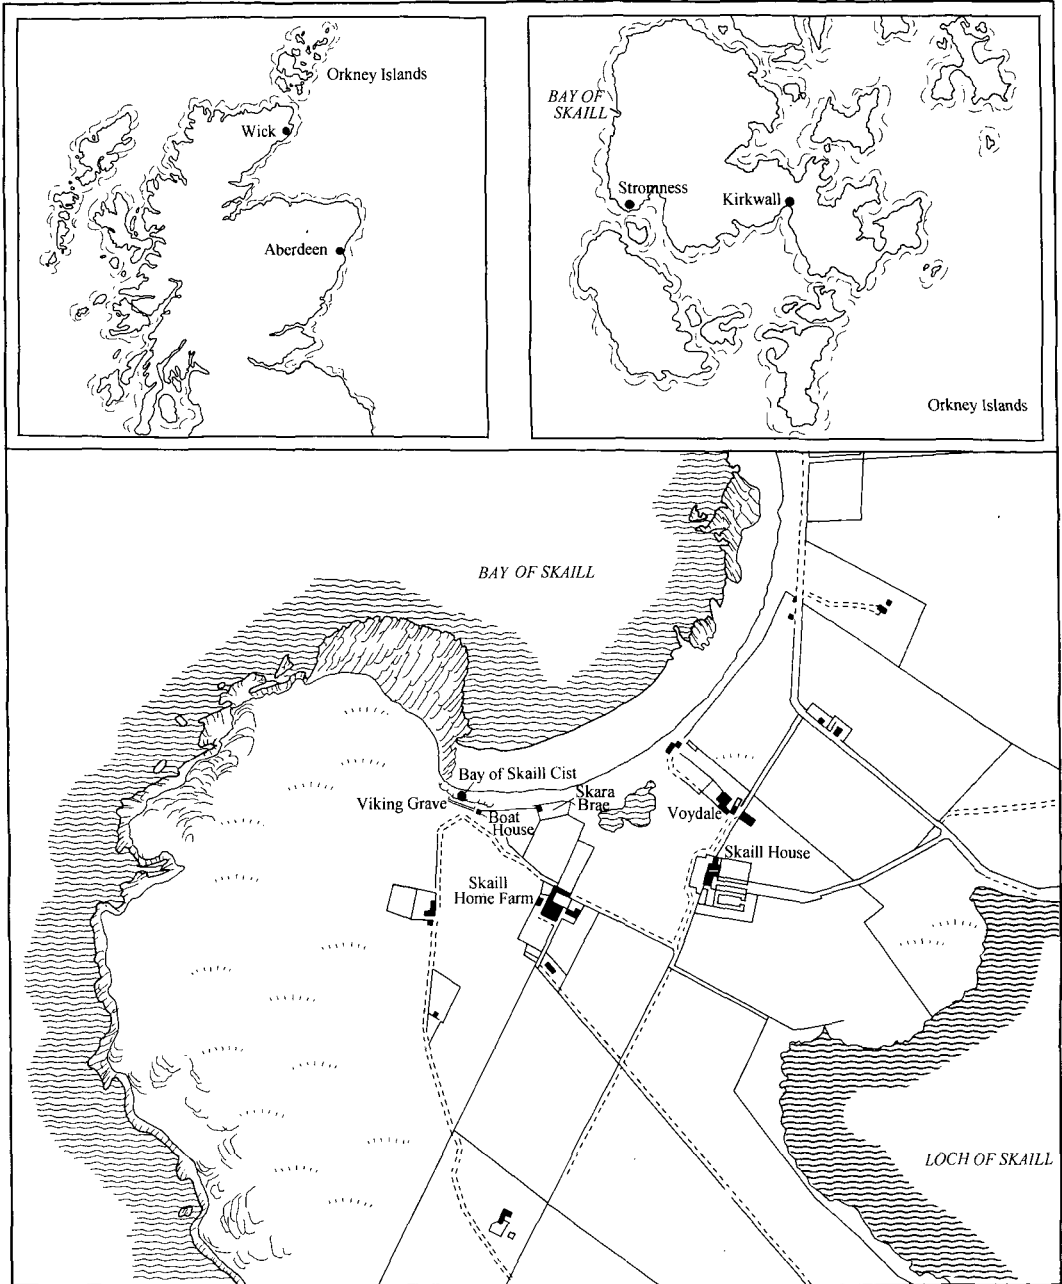 Orkney Islands
Wick
Aberdeen
BAY OF
SKAILL
Stromness
Kirkwall
Orkney Islands
BAY OF SKAILL
Bay of Skaill Cist
Viking Grave
Boat
House
Skara
Brae
Voydale
Skaill House
Skaill
Home Farm
LOCH OF SKAILL